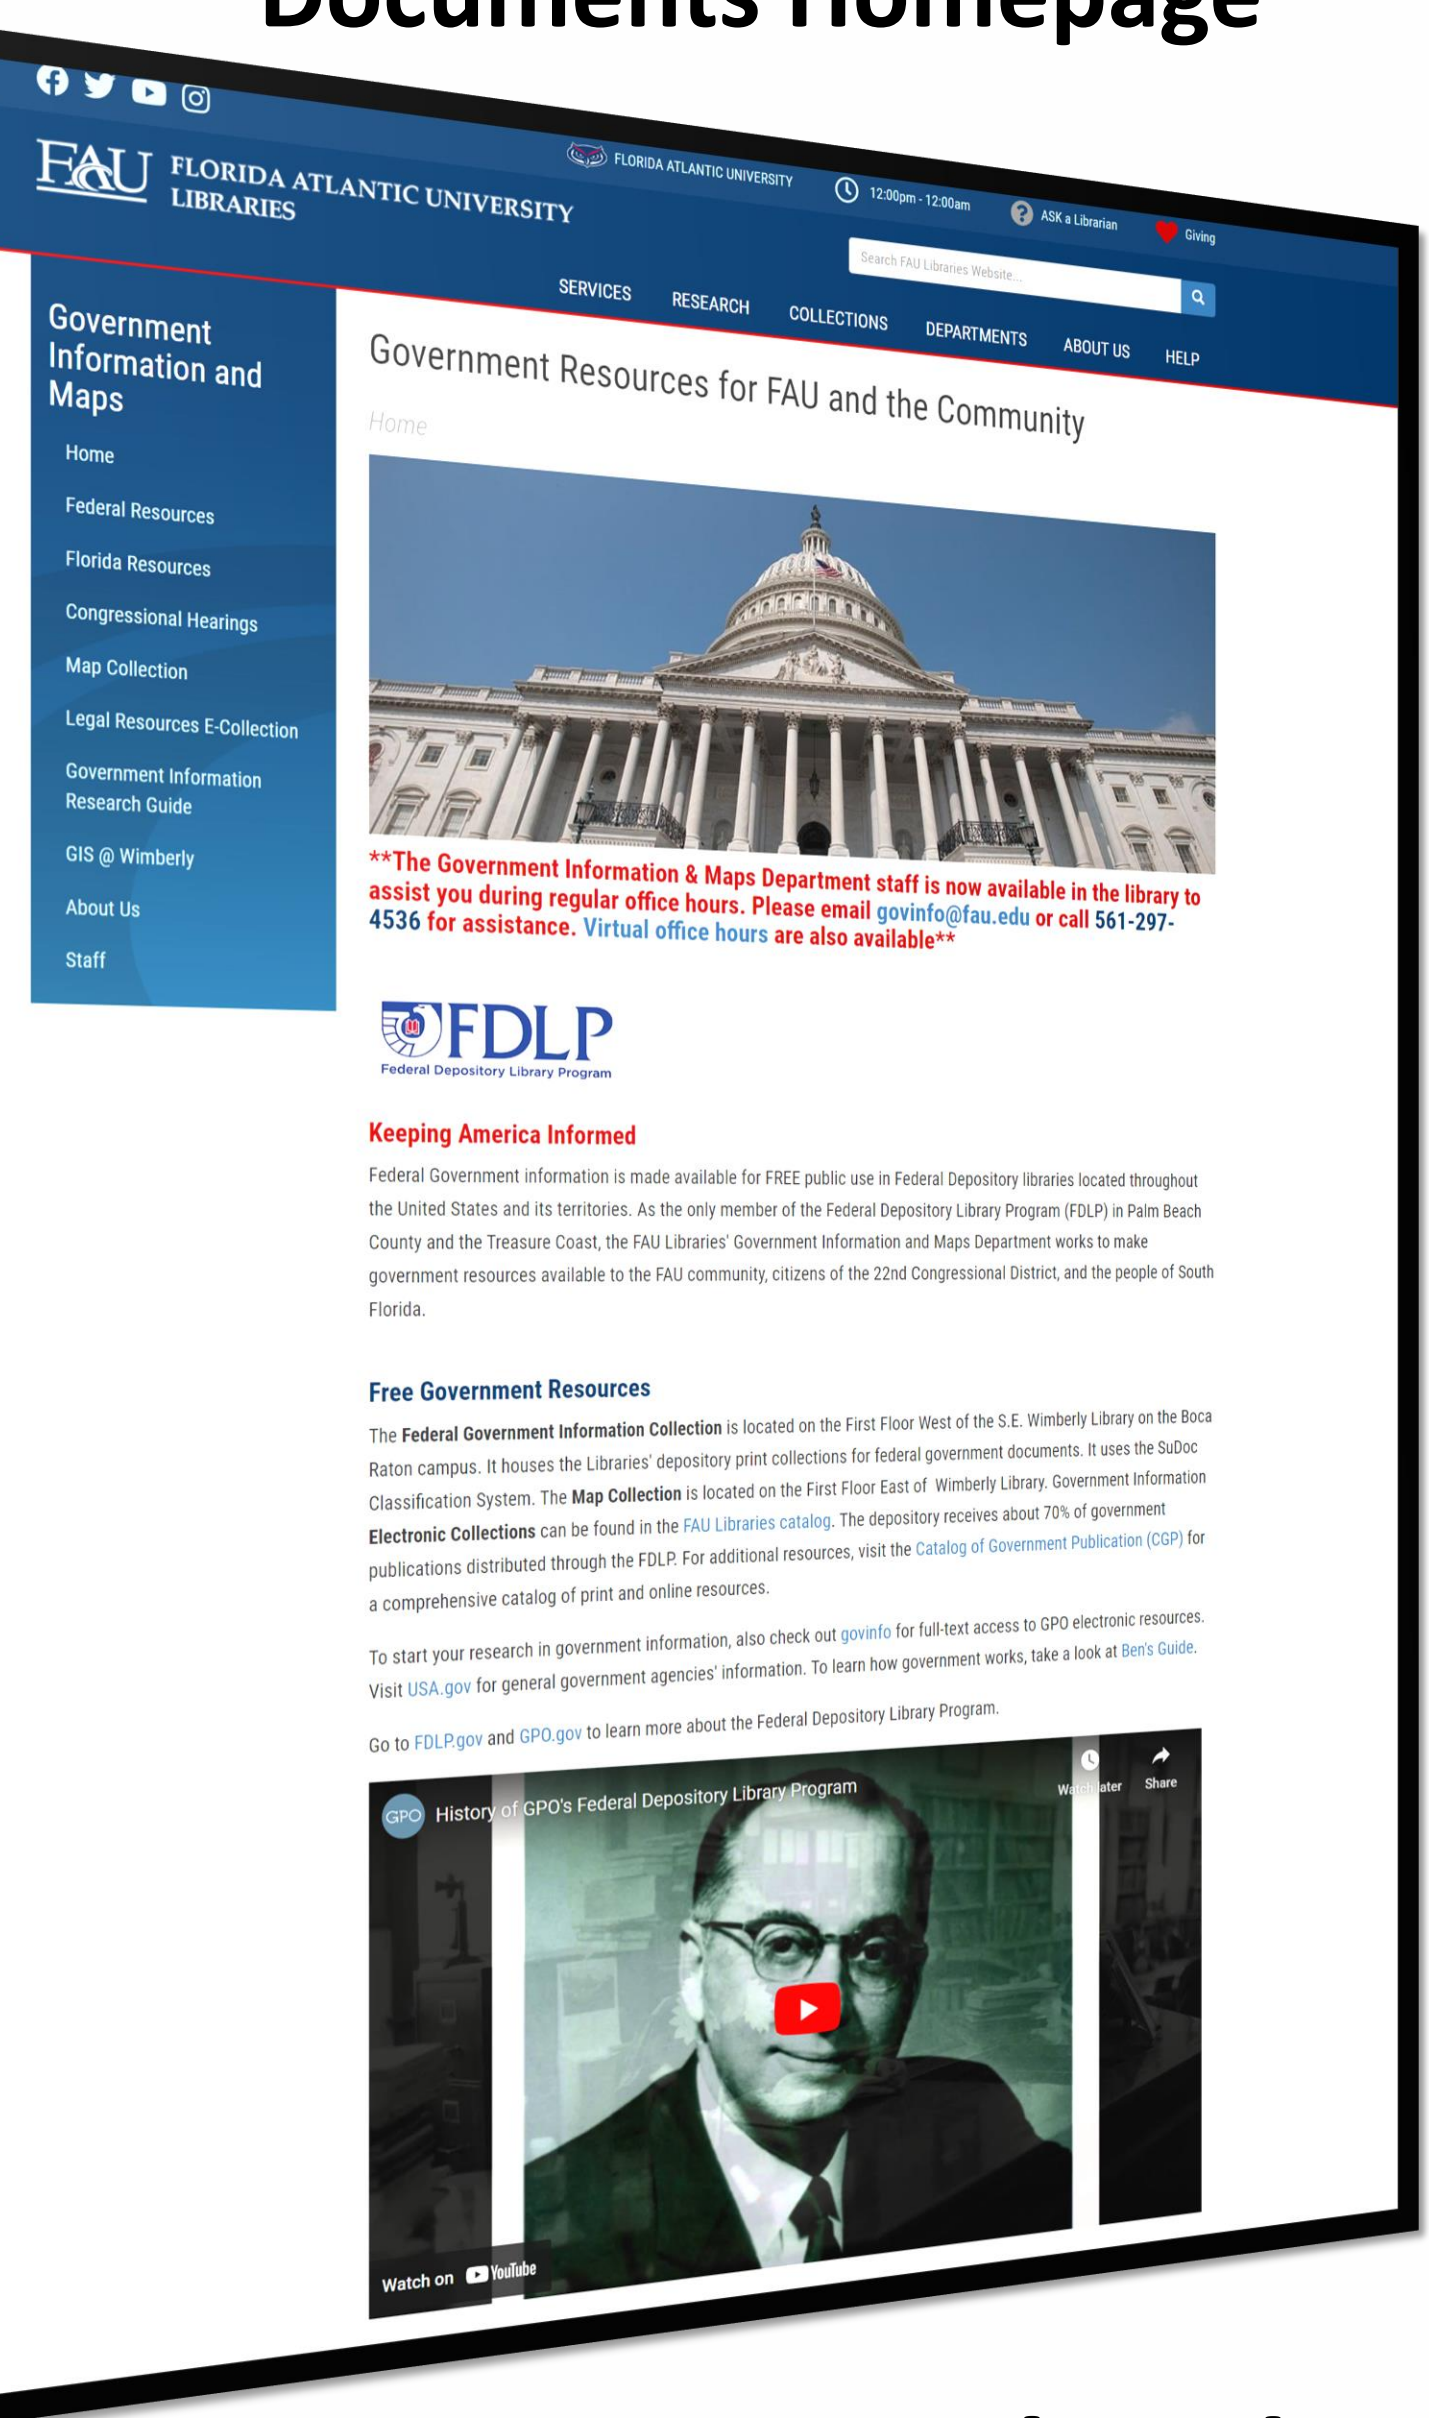 Documents Homepage
FLORIDA ATLANTIC UNIVERSITY
12:00pm - 12:00am
ASK a Librarian
Giving
FAU
FLORIDA ATLANTIC UNIVERSITY
LIBRARIES
Search FAU Libraries Website...
SERVICES
RESEARCH
COLLECTIONS
DEPARTMENTS
ABOUT US
HELP
Government
Information and
Maps
Home
Federal Resources
Florida Resources
Congressional Hearings
Map Collection
Legal Resources E-Collection
Government Information
Research Guide
GIS @ Wimberly
About Us
Staff
Government Resources for FAU and the Community
Home
**The Government Information & Maps Department staff is now available in the library to
assist you during regular office hours. Please email govinfo@fau.edu or call 561-297-
4536 for assistance. Virtual office hours are also available**
FDLP
Federal Depository Library Program
Keeping America Informed
Federal Government information is made available for FREE public use in Federal Depository libraries located throughout
the United States and its territories. As the only member of the Federal Depository Library Program (FDLP) in Palm Beach
County and the Treasure Coast, the FAU Libraries' Government Information and Maps Department works to make
government resources available to the FAU community, citizens of the 22nd Congressional District, and the people of South
Florida.
Free Government Resources
The Federal Government Information Collection is located on the First Floor West of the S.E. Wimberly Library on the Boca
Raton campus. It houses the Libraries' depository print collections for federal government documents. It uses the SuDoc
Classification System. The Map Collection is located on the First Floor East of Wimberly Library. Government Information
Electronic Collections can be found in the FAU Libraries catalog. The depository receives about 70% of government
publications distributed through the FDLP. For additional resources, visit the Catalog of Government Publication (CGP) for
a comprehensive catalog of print and online resources.
To start your research in government information, also check out govinfo for full-text access to GPO electronic resources.
Visit USA.gov for general government agencies' information. To learn how government works, take a look at Ben's Guide.
Go to FDLP.gov and GPO.gov to learn more about the Federal Depository Library Program.
GPO
History of GPO's Federal Depository Library Program
Watch later
Share
Watch on YouTube